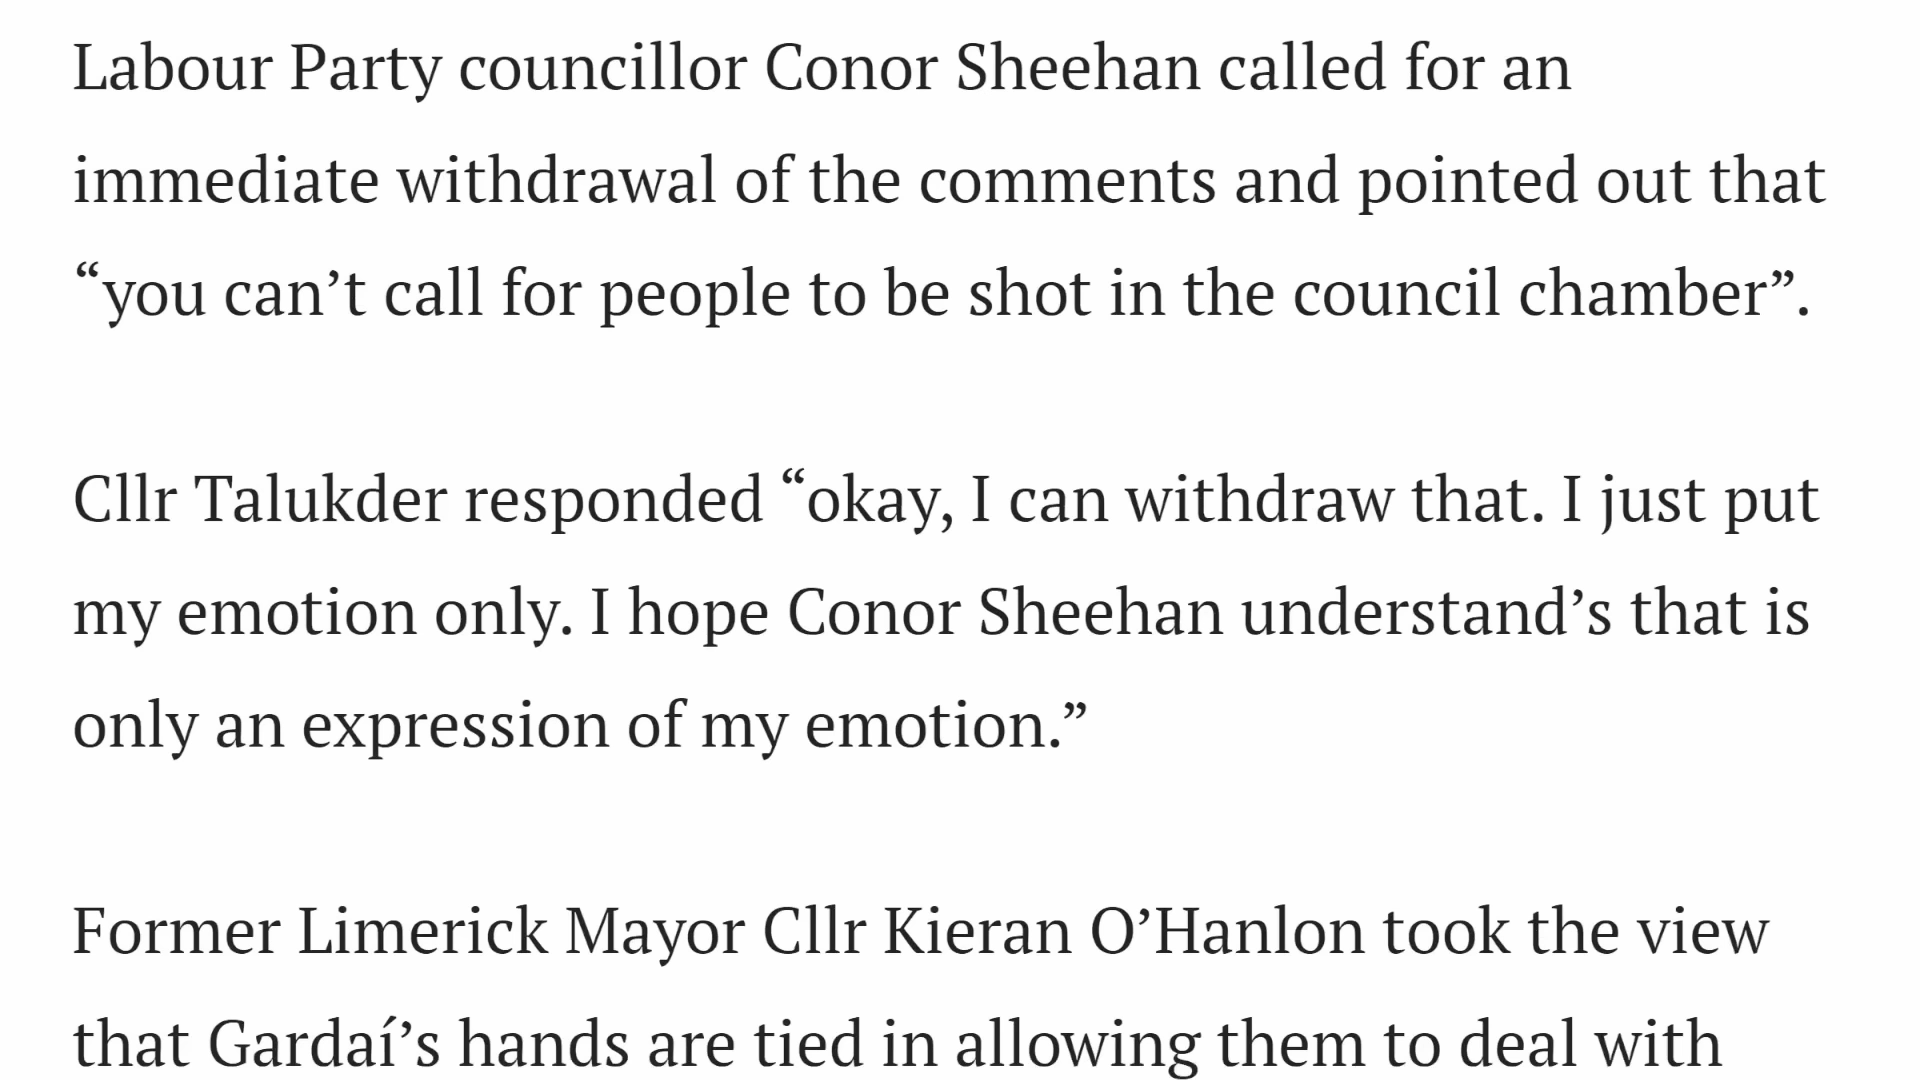 Labour Party councillor Conor Sheehan called for an
immediate withdrawal of the comments and pointed out that
“you can’t call for people to be shot in the council chamber”.
Cllr Talukder responded “okay, I can withdraw that. I just put
my emotion only. I hope Conor Sheehan understand’s that is
only an expression of my emotion.”
Former Limerick Mayor Cllr Kieran O’Hanlon took the view
that Gardaí’s hands are tied in allowing them to deal with